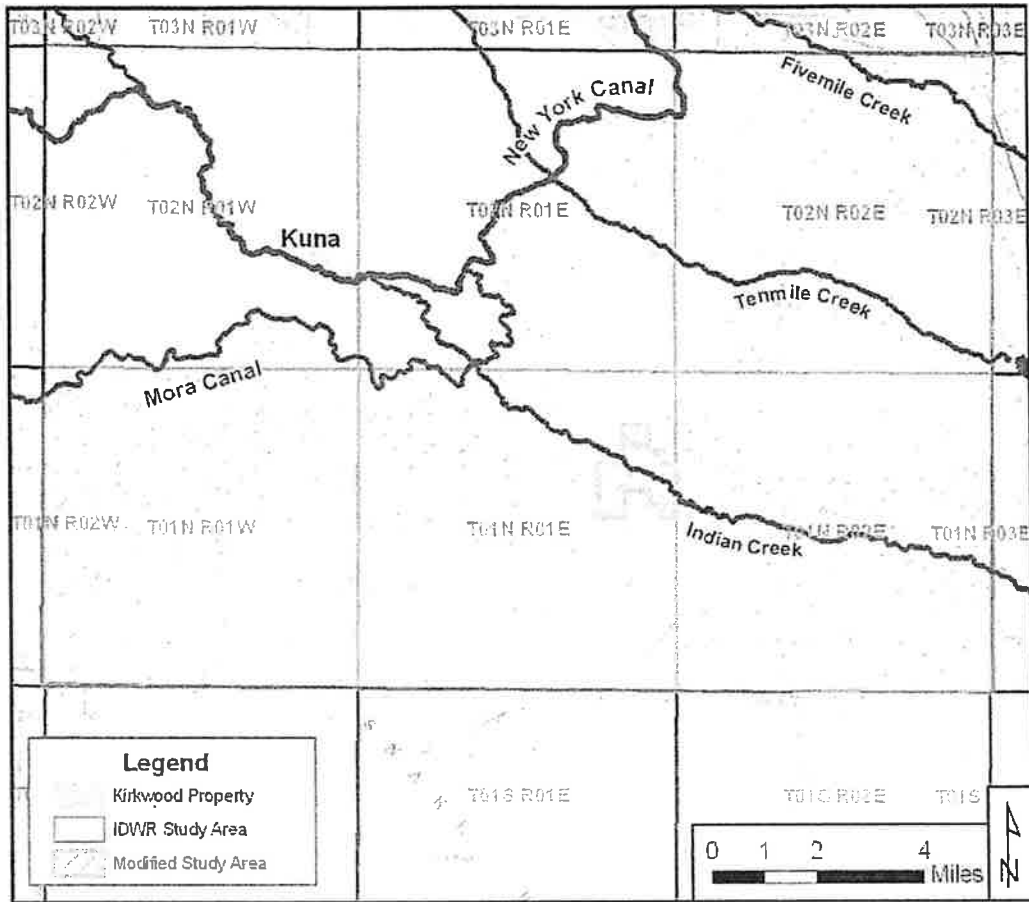 T03N R02W
T03N R01W
T03N R01E
T03N R02E
T03N R03E
Fivemile Creek
New York Canal
T02N R02W
T02N R01W
T02N R01E
T02N R02E
T02N R03E
Kuna
Tenmile Creek
Mora Canal
T01N R02W
T01N R01W
T01N R01E
T01N R02E
T01N R03E
Indian Creek
Legend
Kirkwood Property
IDWR Study Area
Modified Study Area
T01S R01E
T01S R02E
T01S
0 1 2 4
Miles
N